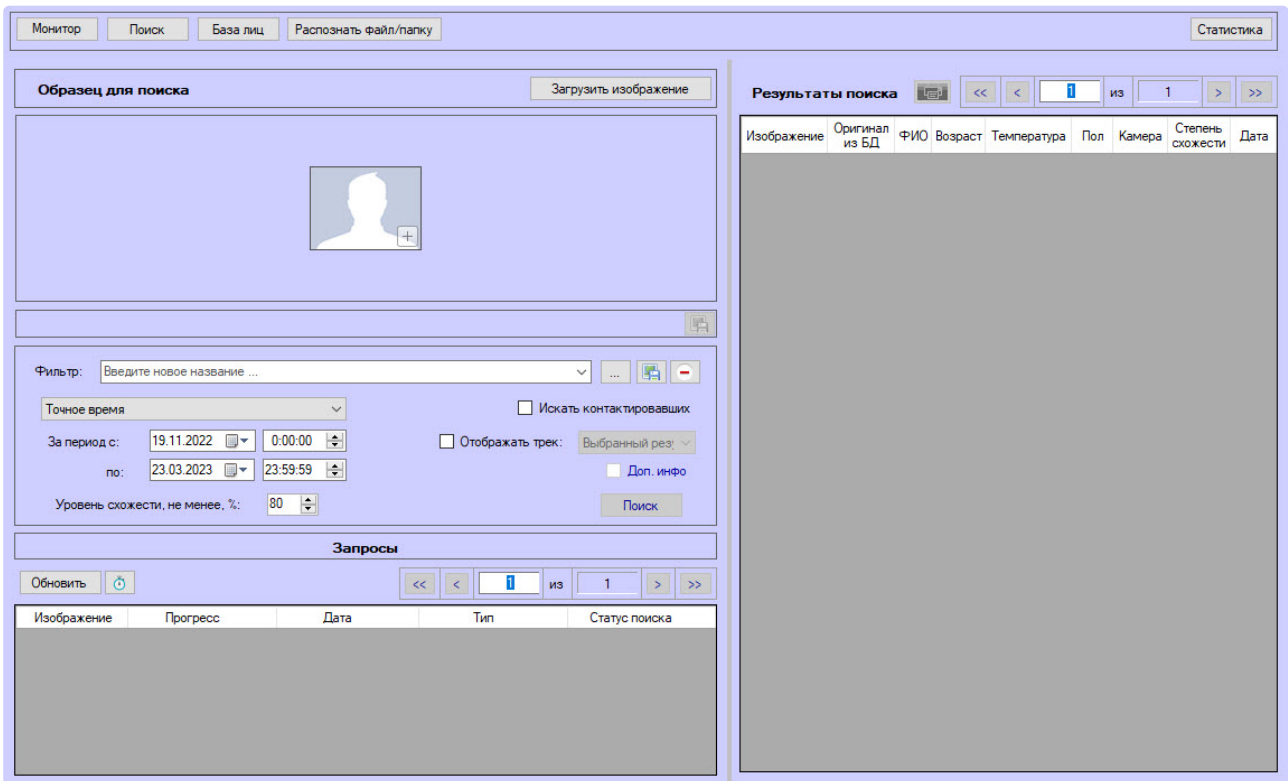 Монитор Поиск База лиц Распознать файл/папку Статистика
Образец для поиска Загрузить изображение
Фильтр: Введите новое название ... ...
Точное время Искать контактировавших
За период с: 19.11.2022 0:00:00 Отображать трек:
по: 23.03.2023 23:59:59 Доп. инфо
Уровень схожести, не менее, %: 80 Поиск
Запросы
Обновить << < 1 из 1 > >>
Изображение Прогресс Дата Тип Статус поиска
Результаты поиска << < 1 из 1 > >>
Изображение Оригинал из БД ФИО Возраст Температура Пол Камера Степень схожести Дата